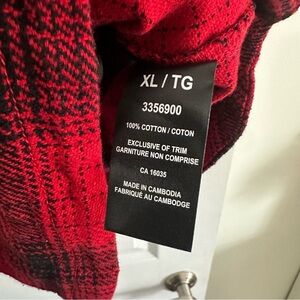 XL / TG
3356900
100% COTTON / COTON
EXCLUSIVE OF TRIM
GARNITURE NON COMPRISE
CA 16035
MADE IN CAMBODIA
FABRIQUÉ AU CAMBODGE